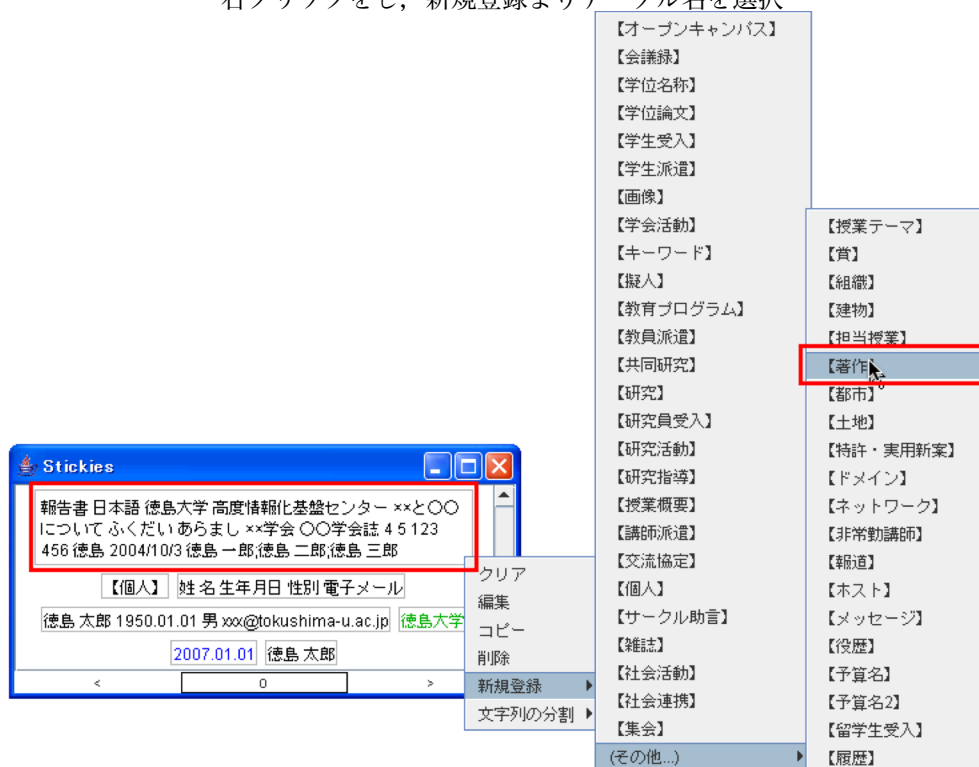 右クリックをし，新規登録よりテーブル名を選択
【オープンキャンパス】
【会議録】
【学位名称】
【学位論文】
【学生受入】
【学生派遣】
【画像】
【学会活動】
【キーワード】
【擬人】
【教育プログラム】
【教員派遣】
【共同研究】
【研究】
【研究員受入】
【研究活動】
【研究指導】
【授業概要】
【講師派遣】
【交流協定】
【個人】
【サークル助言】
【雑誌】
【社会活動】
【社会連携】
【集会】
(その他...)
【授業テーマ】
【賞】
【組織】
【建物】
【担当授業】
【著作】
【都市】
【土地】
【特許・実用新案】
【ドメイン】
【ネットワーク】
【非常勤講師】
【報道】
【ホスト】
【メッセージ】
【役歴】
【予算名】
【予算名2】
【留学生受入】
【履歴】
Stickies
報告書 日本語 徳島大学 高度情報化基盤センター ××と〇〇
について ふくだい あらまし ××学会 〇〇学会誌 4 5 123
456 徳島 2004/10/3 徳島 一郎;徳島 二郎;徳島 三郎
【個人】 姓 名 生年月日 性別 電子メール
徳島 太郎 1950.01.01 男 xxx@tokushima-u.ac.jp 徳島大学
2007.01.01 徳島 太郎
< 0 >
クリア
編集
コピー
削除
新規登録
文字列の分割